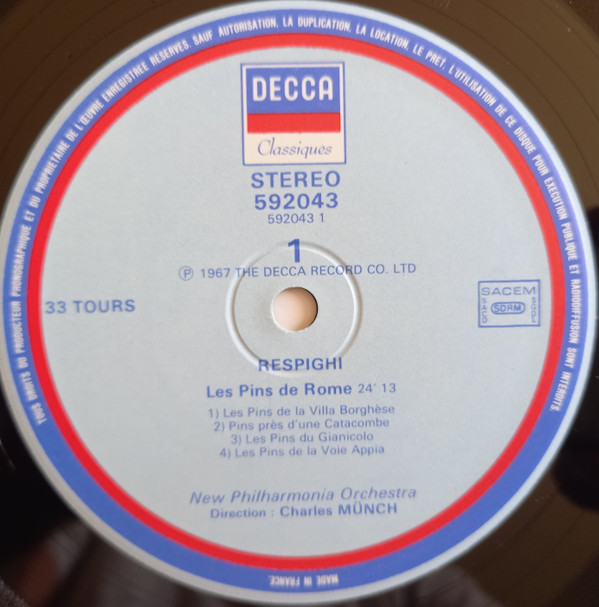 TOUS DROITS DU PRODUCTEUR PHONOGRAPHIQUE ET DU PROPRIETAIRE DE L'ŒUVRE ENREGISTREE RESERVES. SAUF AUTORISATION, LA DUPLICATION, LA LOCATION, LE PRET, L'UTILISATION DE CE DISQUE POUR EXECUTION PUBLIQUE ET RADIODIFFUSION SONT INTERDITS.
DECCA
Classiques
STEREO
592043
592043 1
1
Ⓟ 1967 THE DECCA RECORD CO. LTD
33 TOURS
SACEM
SACD
SDRM
SGDL
RESPIGHI
Les Pins de Rome 24' 13
1) Les Pins de la Villa Borghèse
2) Pins près d'une Catacombe
3) Les Pins du Gianicolo
4) Les Pins de la Voie Appia
New Philharmonia Orchestra
Direction : Charles MÜNCH
MADE IN FRANCE